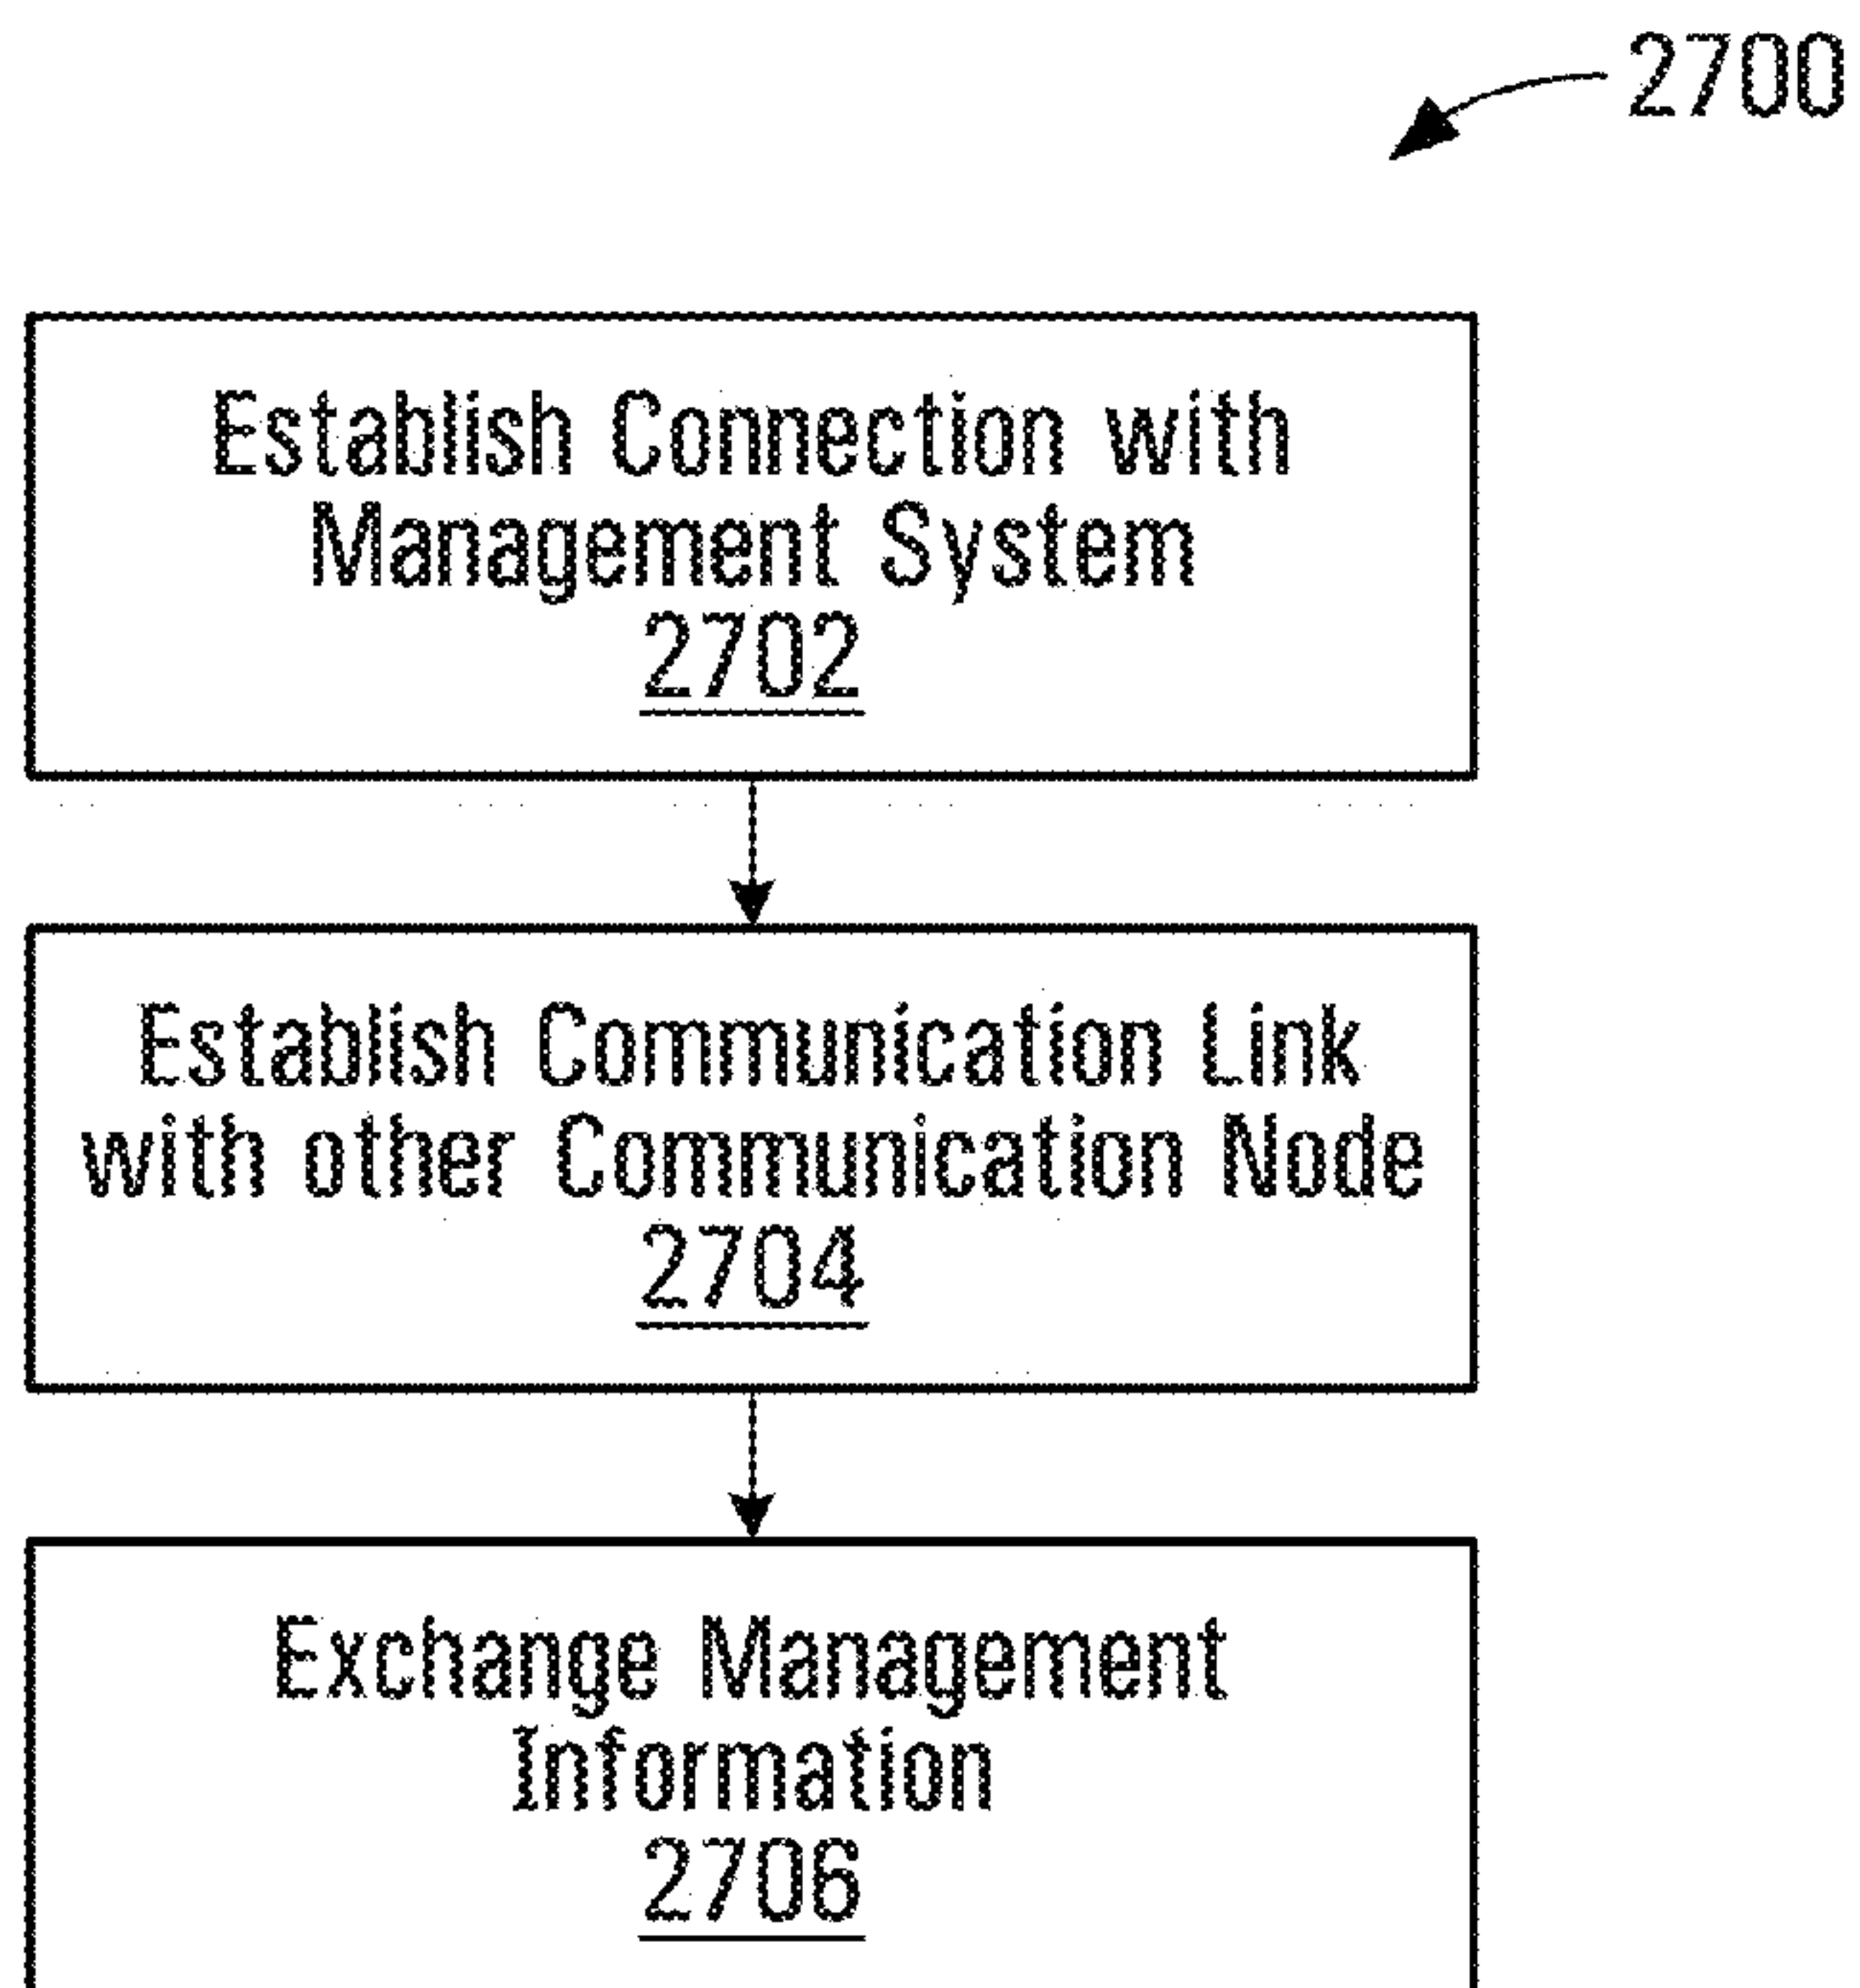 2700
Establish Connection with
Management System
2702
Establish Communication Link
with other Communication Node
2704
Exchange Management
Information
2706